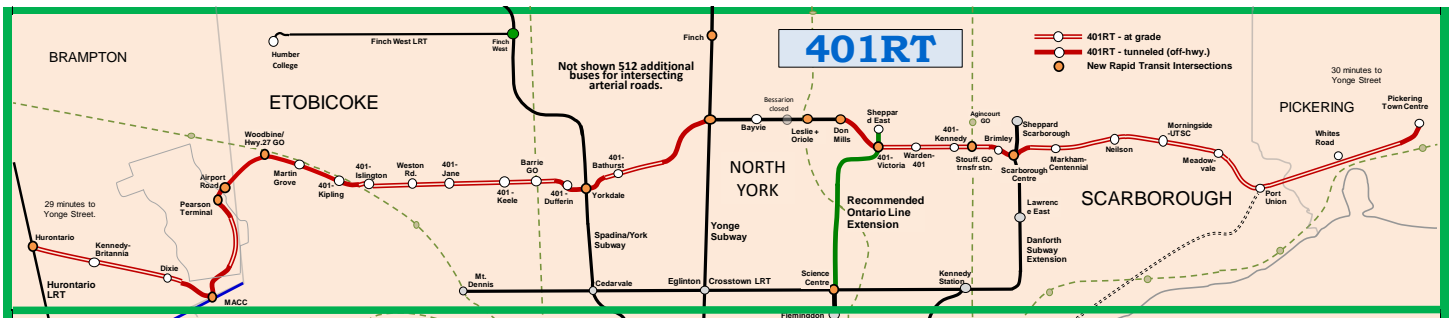 BRAMPTON
Humber
College
Finch West LRT
Finch
West
Finch
Not shown 512 additional
buses for intersecting
arterial roads.
401RT
401RT - at grade
401RT - tunneled (off-hwy.)
New Rapid Transit Intersections
30 minutes to
Yonge Street
PICKERING
Pickering
Town Centre
ETOBICOKE
Woodbine/
Hwy.27 GO
Martin
Grove
401-
Kipling
401-
Islington
Weston
Rd.
401-
Jane
401-
Keele
Barrie
GO
401-
Dufferin
Yorkdale
401-
Bathurst
Bayvie
Bessarion
closed
Leslie +
Oriole
Don
Mills
Sheppar
d East
401-
Victoria
Warden-
401
401-
Kennedy
Agincourt
GO
Stouff. GO
trnsfr stn.
Brimley
Sheppard
Scarborough
Scarborough
Centre
Markham-
Centennial
Neilson
Morningside
-UTSC
Meadow-
vale
Port
Union
Whites
Road
Airport
Road
Pearson
Terminal
29 minutes to
Yonge Street.
Hurontario
Kennedy-
Britannia
Dixie
MACC
Hurontario
LRT
NORTH
YORK
SCARBOROUGH
Recommended
Ontario Line
Extension
Lawrenc
e East
Spadina/York
Subway
Yonge
Subway
Danforth
Subway
Extension
Mt.
Dennis
Cedarvale
Eglinton
Crosstown LRT
Science
Centre
Kennedy
Station
Flemingdon